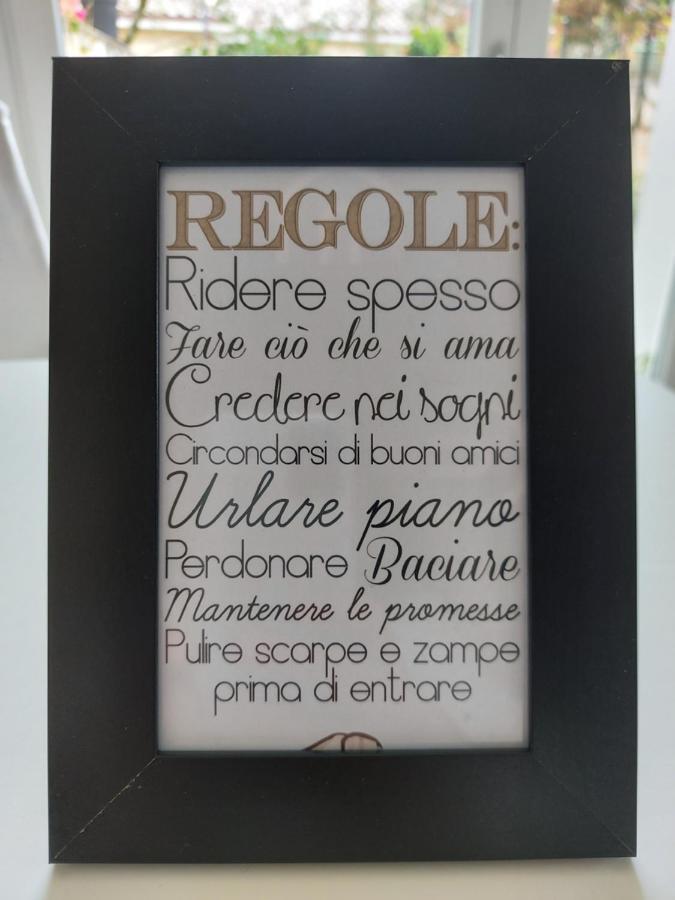 REGOLE:
Ridere spesso
Fare ciò che si ama
Credere nei sogni
Circondarsi di buoni amici
Urlare piano
Perdonare Baciare
Mantenere le promesse
Pulire scarpe e zampe
prima di entrare